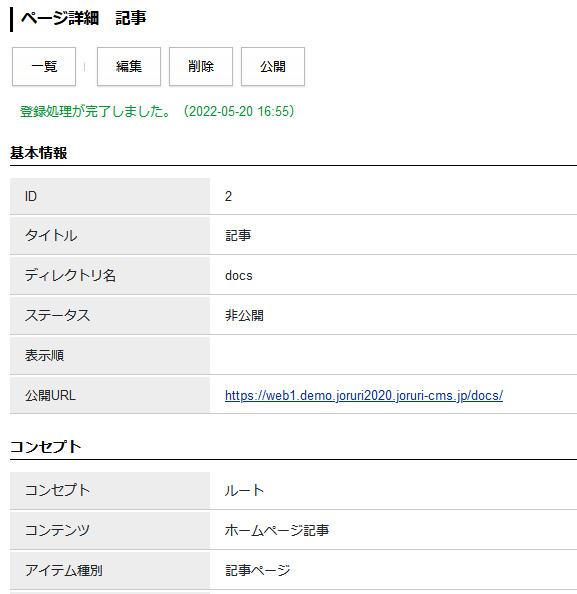 ページ詳細　記事
一覧 編集 削除 公開
登録処理が完了しました。（2022-05-20 16:55）
基本情報
ID 2
タイトル 記事
ディレクトリ名 docs
ステータス 非公開
表示順
公開URL https://web1.demo.joruri2020.joruri-cms.jp/docs/
コンセプト
コンセプト ルート
コンテンツ ホームページ記事
アイテム種別 記事ページ